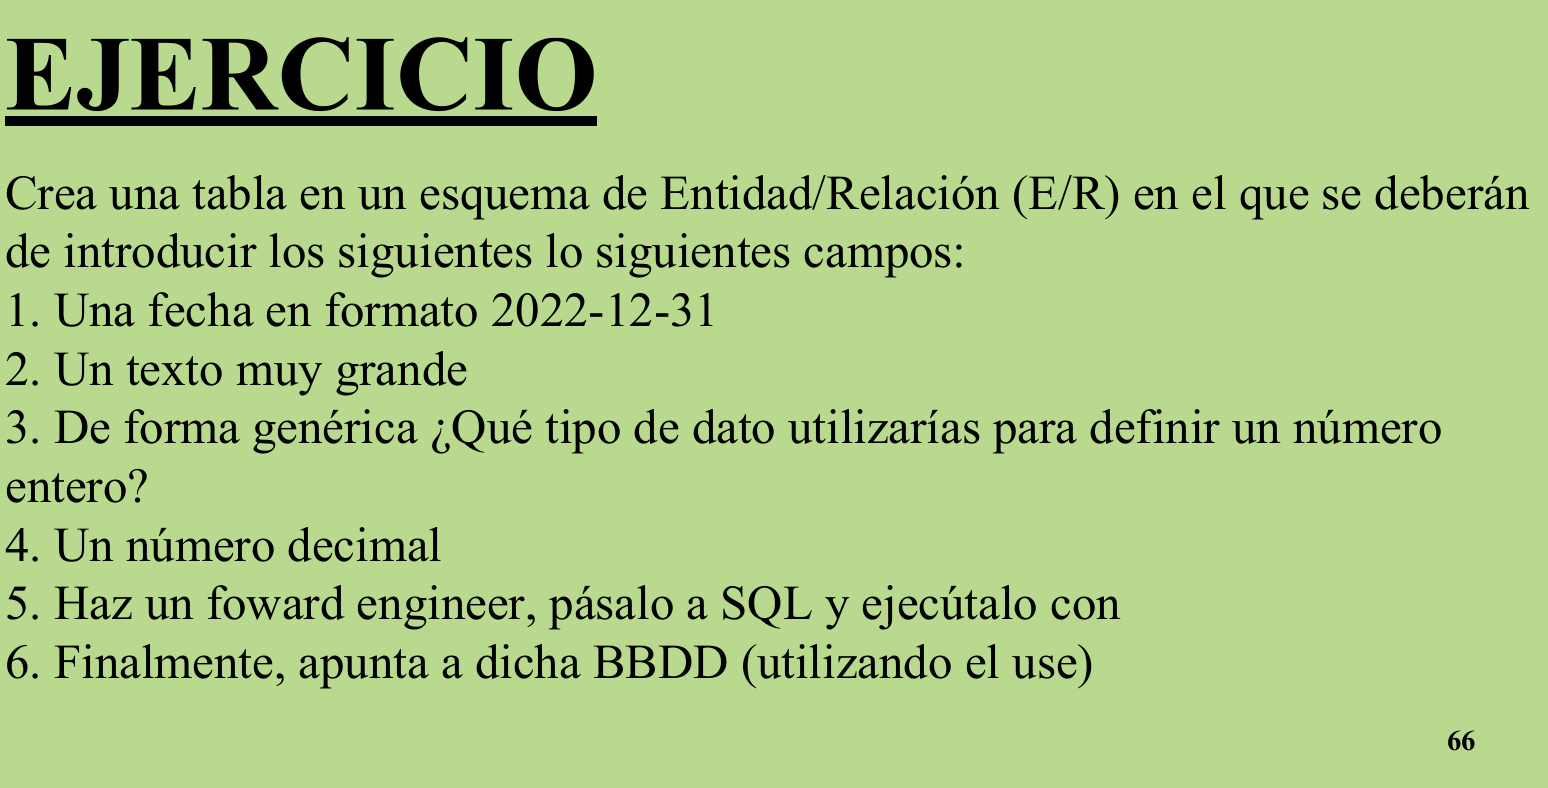 EJERCICIO
Crea una tabla en un esquema de Entidad/Relación (E/R) en el que se deberán
de introducir los siguientes lo siguientes campos:
1. Una fecha en formato 2022-12-31
2. Un texto muy grande
3. De forma genérica ¿Qué tipo de dato utilizarías para definir un número
entero?
4. Un número decimal
5. Haz un foward engineer, pásalo a SQL y ejecútalo con
6. Finalmente, apunta a dicha BBDD (utilizando el use)
66